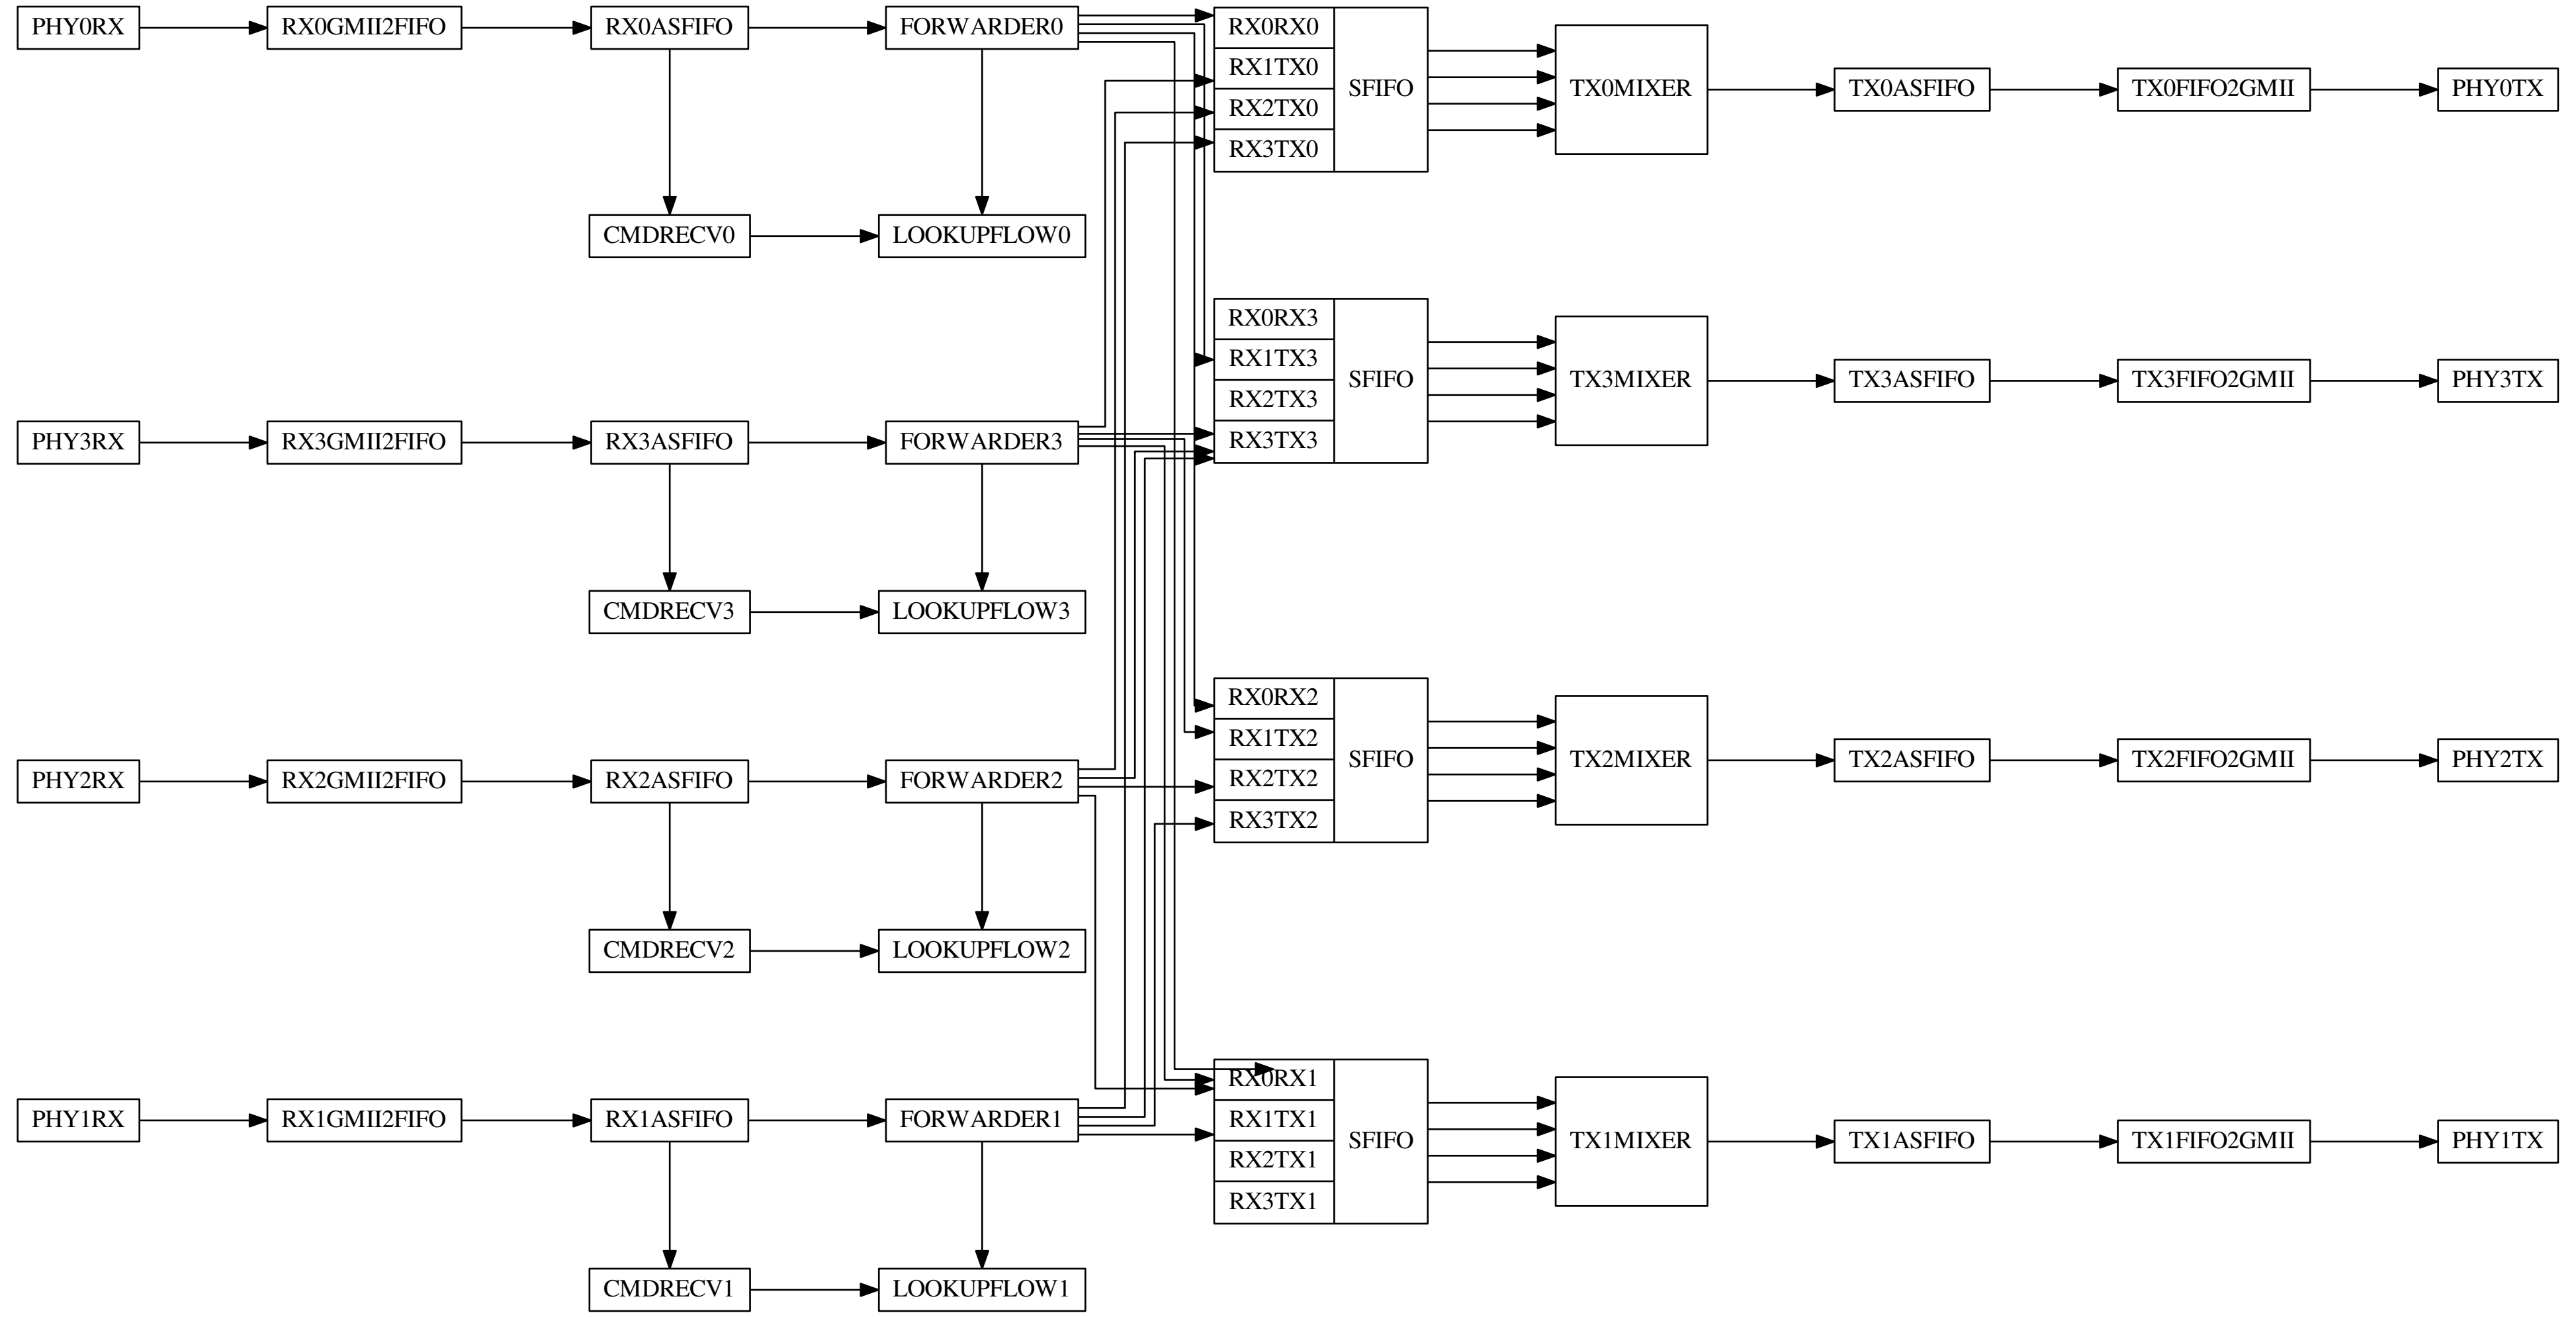 PHY0RX
RX0GMII2FIFO
RX0ASFIFO
FORWARDER0
RX0RX0
RX1TX0
RX2TX0
RX3TX0
SFIFO
TX0MIXER
TX0ASFIFO
TX0FIFO2GMII
PHY0TX
CMDRECV0
LOOKUPFLOW0
RX0RX3
RX1TX3
RX2TX3
RX3TX3
SFIFO
TX3MIXER
TX3ASFIFO
TX3FIFO2GMII
PHY3TX
PHY3RX
RX3GMII2FIFO
RX3ASFIFO
FORWARDER3
CMDRECV3
LOOKUPFLOW3
RX0RX2
RX1TX2
RX2TX2
RX3TX2
SFIFO
TX2MIXER
TX2ASFIFO
TX2FIFO2GMII
PHY2TX
PHY2RX
RX2GMII2FIFO
RX2ASFIFO
FORWARDER2
CMDRECV2
LOOKUPFLOW2
RX0RX1
RX1TX1
RX2TX1
RX3TX1
SFIFO
TX1MIXER
TX1ASFIFO
TX1FIFO2GMII
PHY1TX
PHY1RX
RX1GMII2FIFO
RX1ASFIFO
FORWARDER1
CMDRECV1
LOOKUPFLOW1